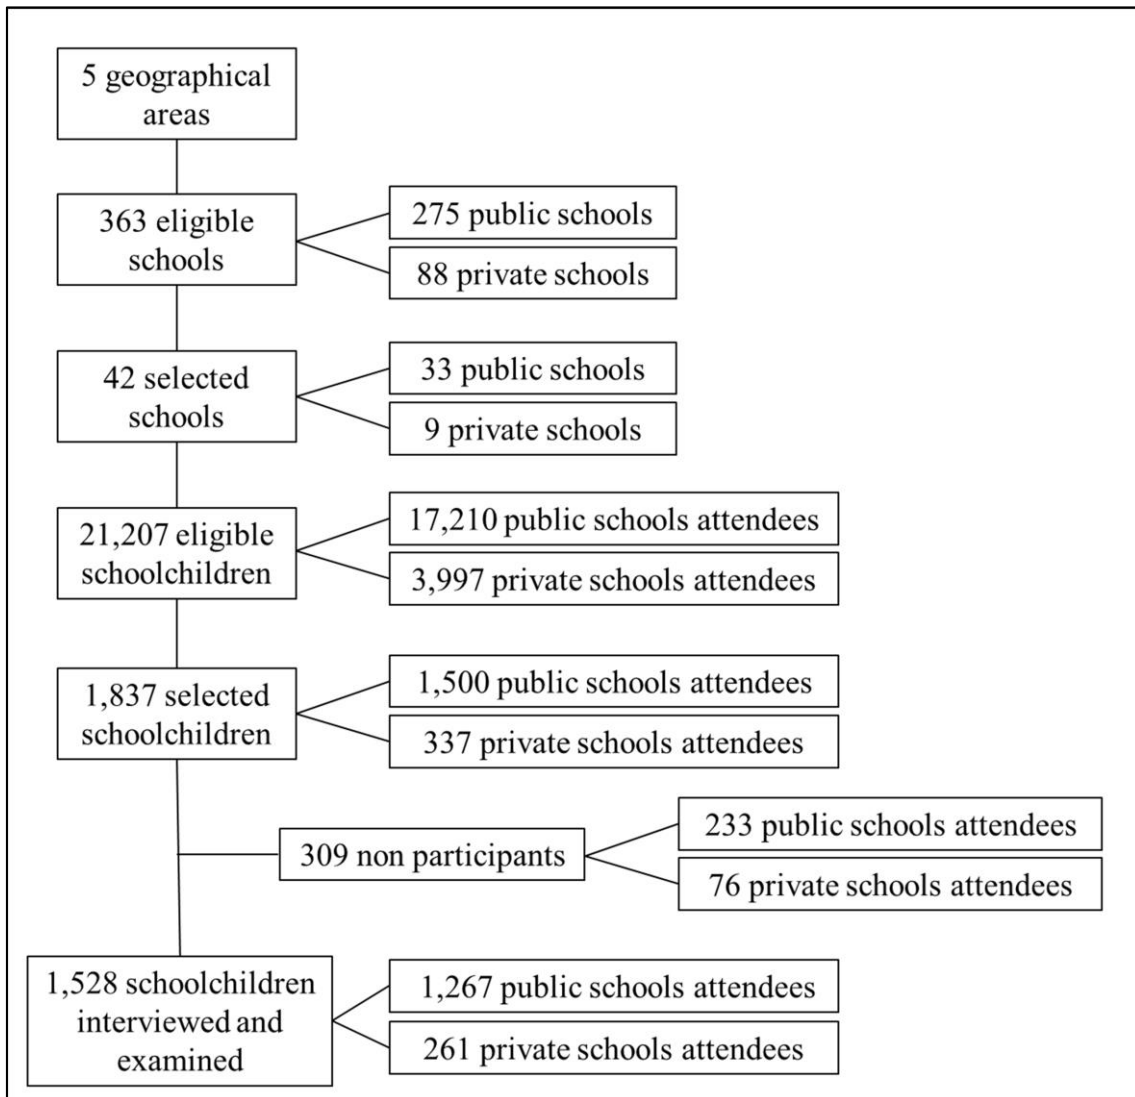 5 geographical
areas
363 eligible
schools
275 public schools
88 private schools
42 selected
schools
33 public schools
9 private schools
21,207 eligible
schoolchildren
17,210 public schools attendees
3,997 private schools attendees
1,837 selected
schoolchildren
1,500 public schools attendees
337 private schools attendees
309 non participants
233 public schools attendees
76 private schools attendees
1,528 schoolchildren
interviewed and
examined
1,267 public schools attendees
261 private schools attendees